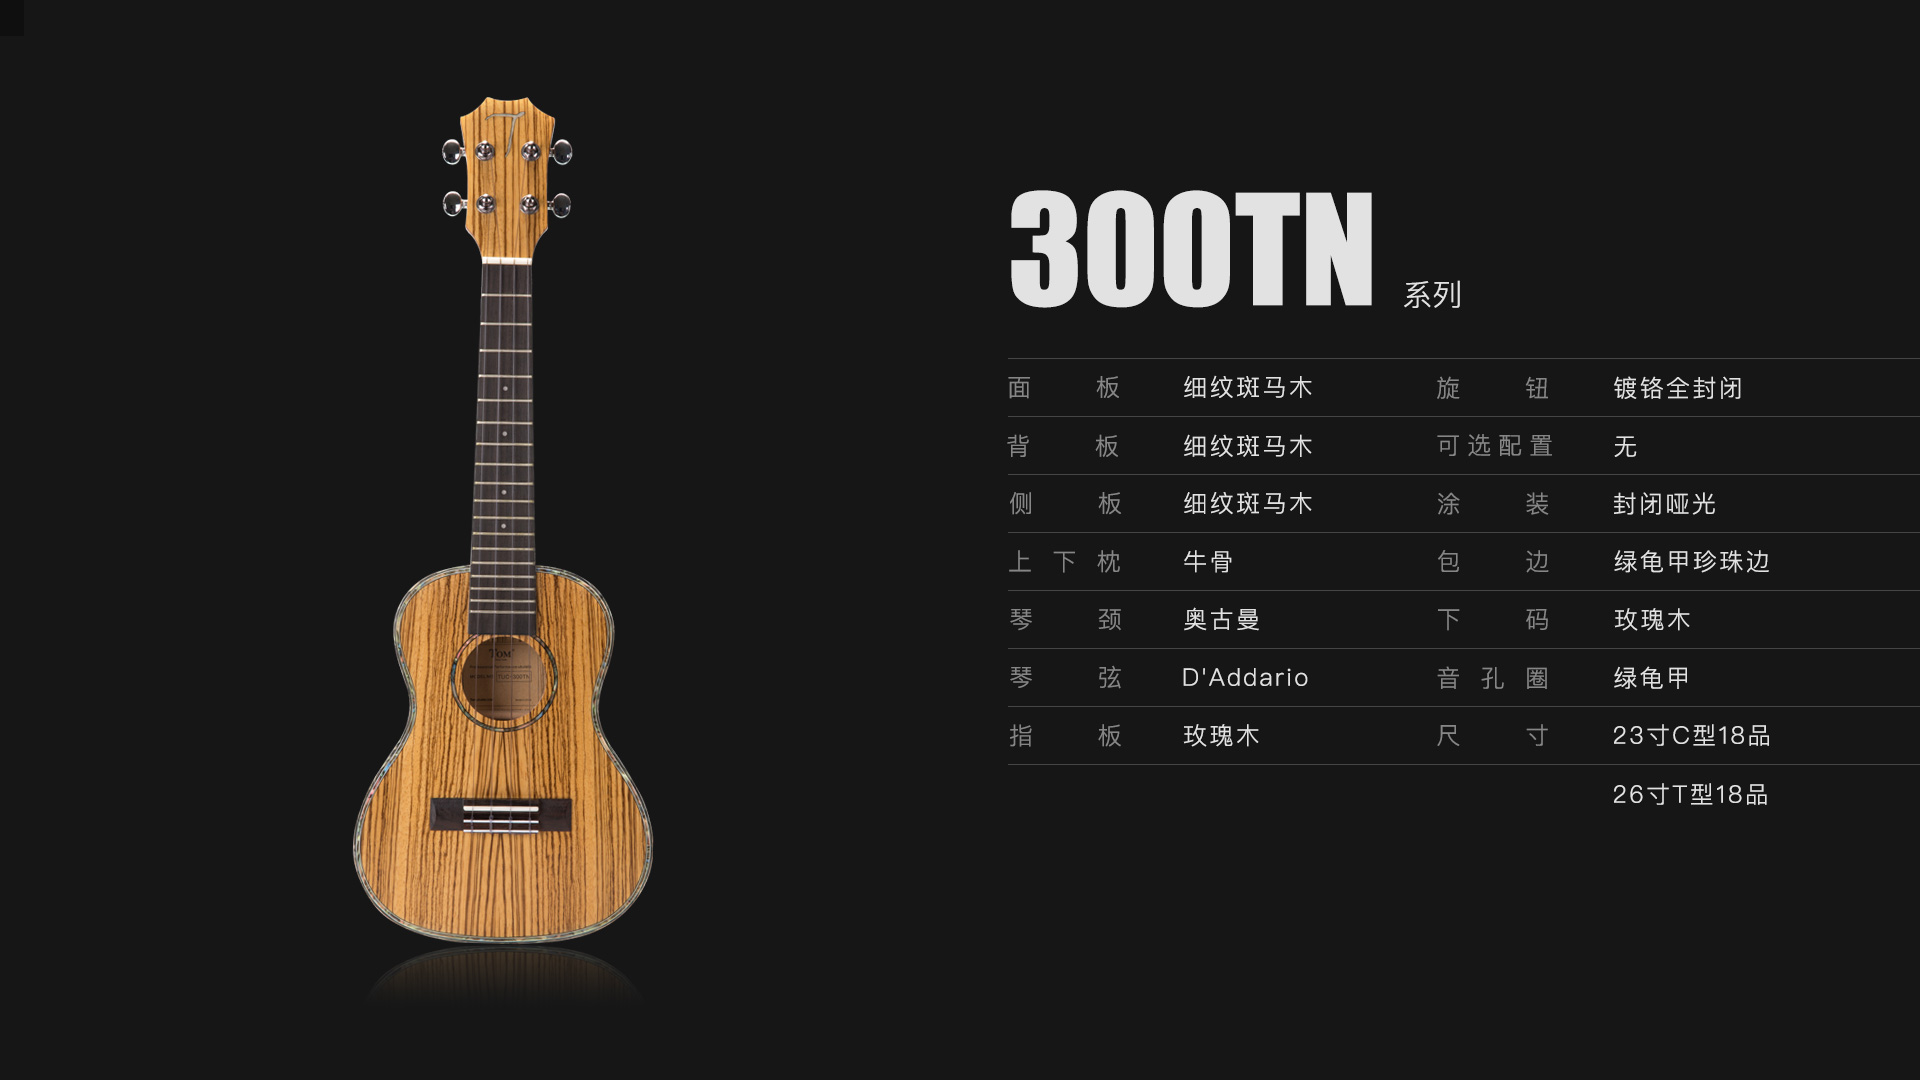 300TN 系列
面板 细纹斑马木 旋钮 镀铬全封闭
背板 细纹斑马木 可选配置 无
侧板 细纹斑马木 涂装 封闭哑光
上下枕 牛骨 包边 绿龟甲珍珠边
琴颈 奥古曼 下码 玫瑰木
琴弦 D'Addario 音孔圈 绿龟甲
指板 玫瑰木 尺寸 23寸C型18品
26寸T型18品
TOM
TUC-300TN